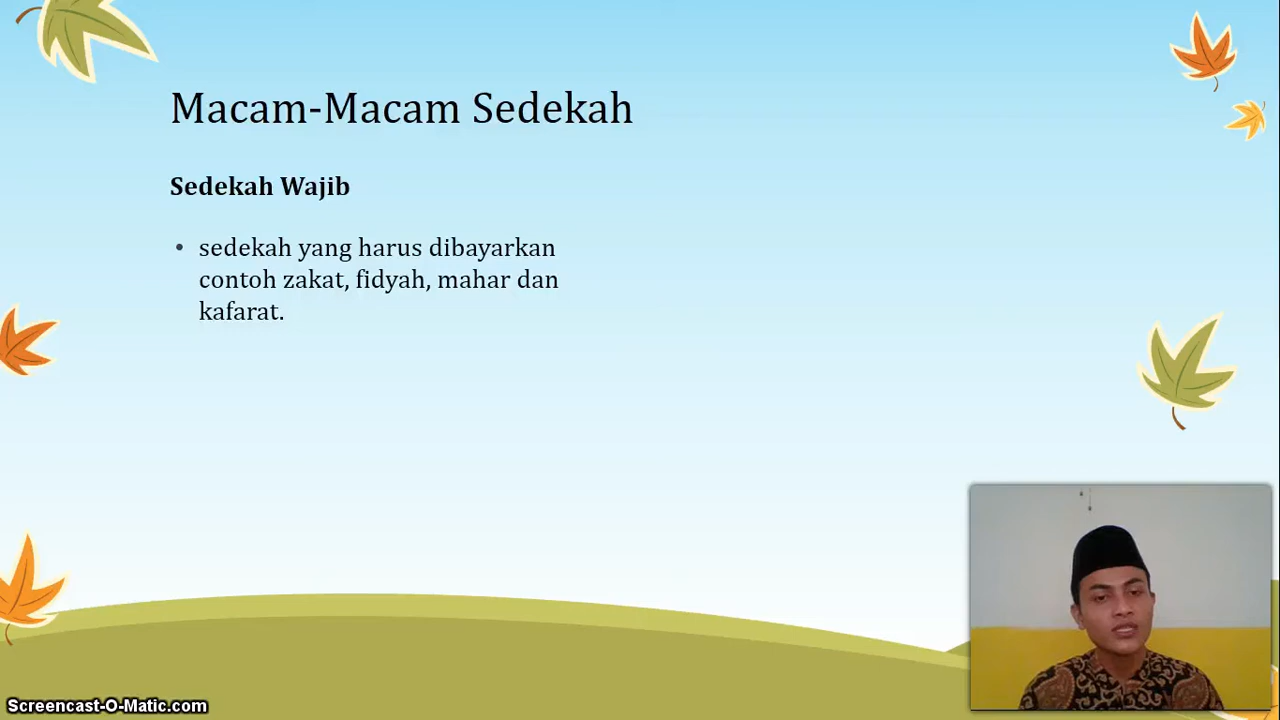 Macam-Macam Sedekah
Sedekah Wajib
• sedekah yang harus dibayarkan
contoh zakat, fidyah, mahar dan
kafarat.
Screencast-O-Matic.com